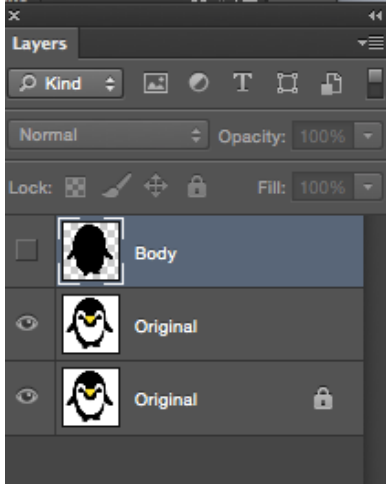 Layers
Kind T
Normal Opacity: 100%
Lock: Fill: 100%
Body
Original
Original